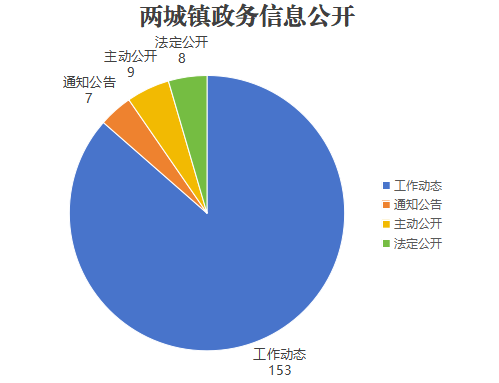 两城镇政务信息公开
法定公开
8
主动公开
9
通知公告
7
工作动态
153
工作动态
通知公告
主动公开
法定公开